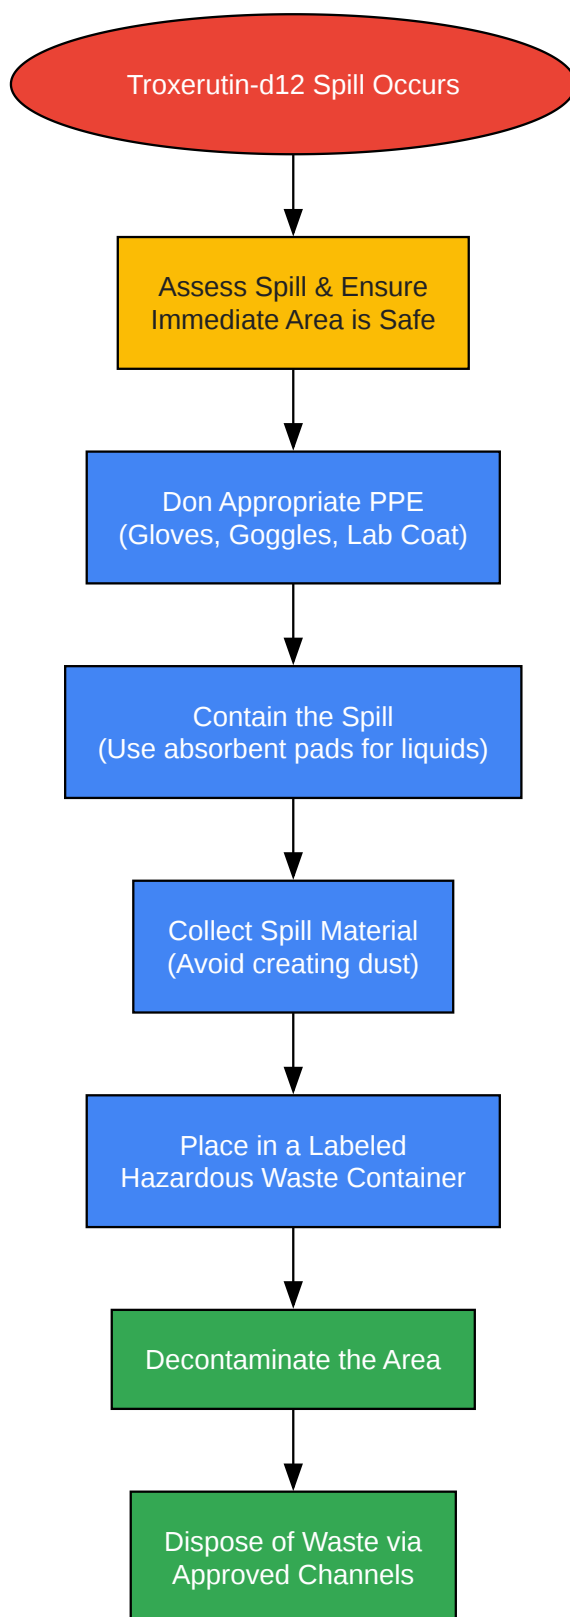 Troxerutin-d12 Spill Occurs
Assess Spill & Ensure
Immediate Area is Safe
Don Appropriate PPE
(Gloves, Goggles, Lab Coat)
Contain the Spill
(Use absorbent pads for liquids)
Collect Spill Material
(Avoid creating dust)
Place in a Labeled
Hazardous Waste Container
Decontaminate the Area
Dispose of Waste via
Approved Channels